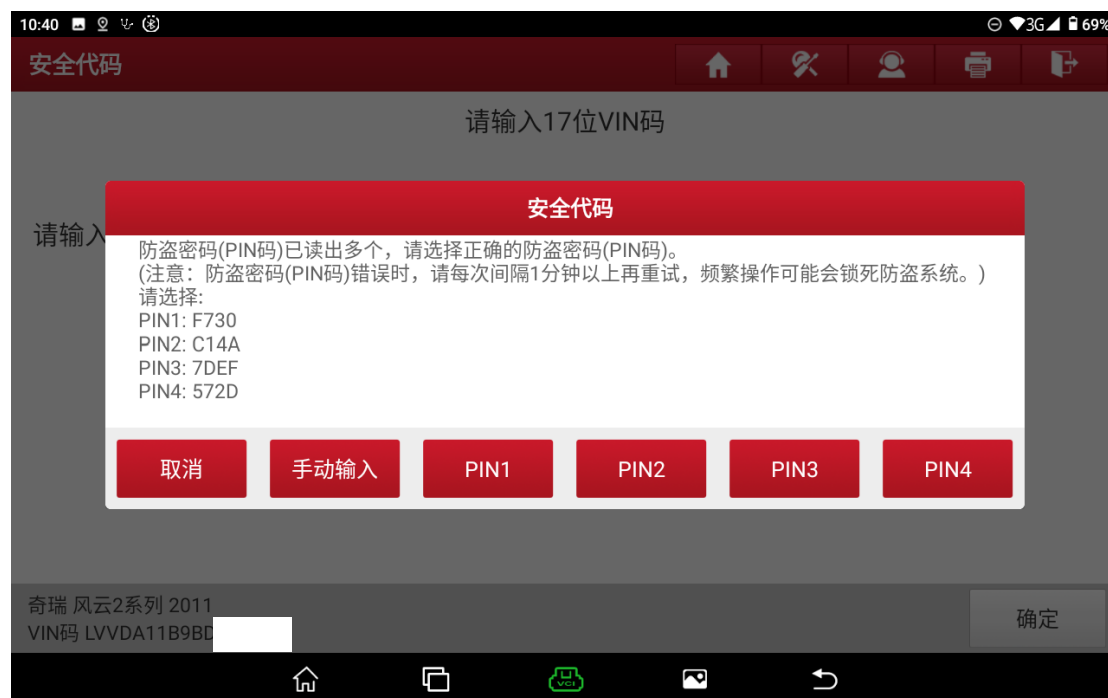 10:40
3G
69%
安全代码
请输入17位VIN码
请输入
安全代码
防盗密码(PIN码)已读出多个，请选择正确的防盗密码(PIN码)。
(注意：防盗密码(PIN码)错误时，请每次间隔1分钟以上再重试，频繁操作可能会锁死防盗系统。)
请选择:
PIN1: F730
PIN2: C14A
PIN3: 7DEF
PIN4: 572D
取消
手动输入
PIN1
PIN2
PIN3
PIN4
奇瑞 风云2系列 2011
VIN码 LVVDA11B9BD
确定
VCI